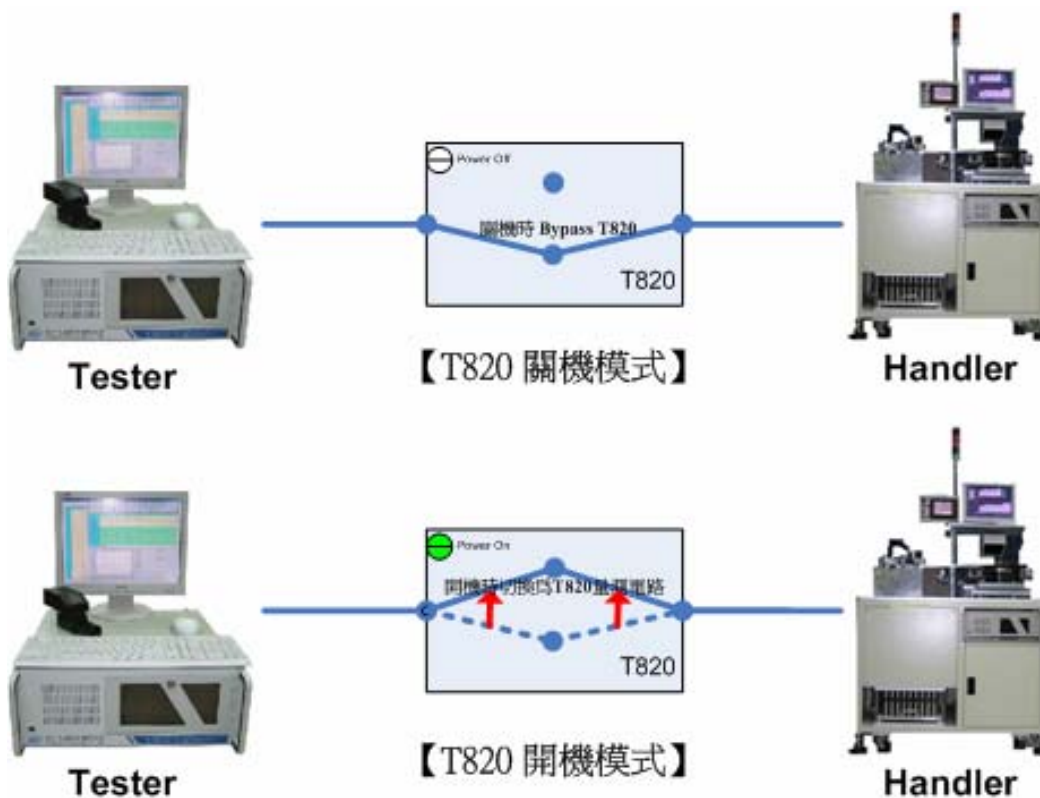 Power Off
關機時 Bypass T820
T820
Tester
【T820 關機模式】
Handler
Power On
開機時切換為T820量測電路
T820
Tester
【T820 開機模式】
Handler